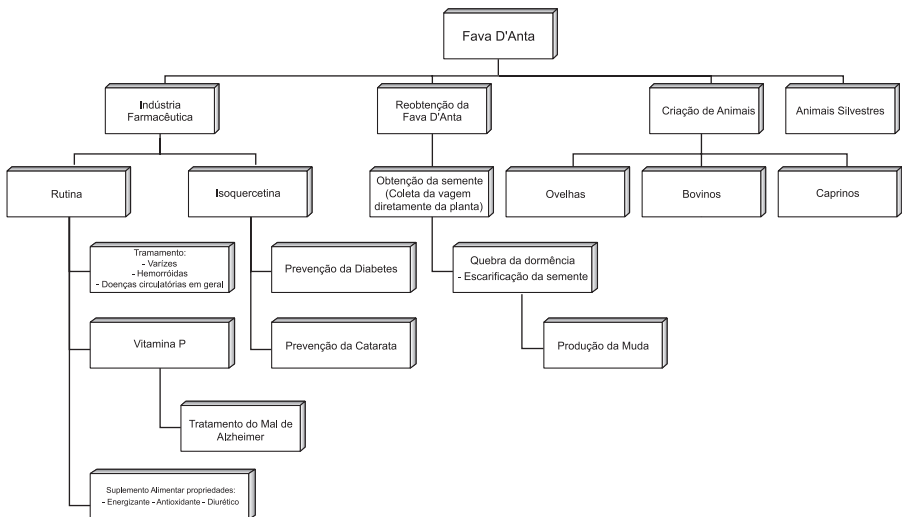 Fava D'Anta
Indústria
Farmacêutica
Reobtenção da
Fava D'Anta
Criação de Animais
Animais Silvestres
Rutina
Isoquercetina
Obtenção da semente
(Coleta da vagem
diretamente da planta)
Ovelhas
Bovinos
Caprinos
Tramamento:
- Varízes
- Hemorróidas
- Doenças circulatórias em geral
Prevenção da Diabetes
Quebra da dormência
- Escarificação da semente
Vitamina P
Prevenção da Catarata
Produção da Muda
Tratamento do Mal de
Alzheimer
Suplemento Alimentar propriedades:
- Energizante - Antioxidante - Diurético